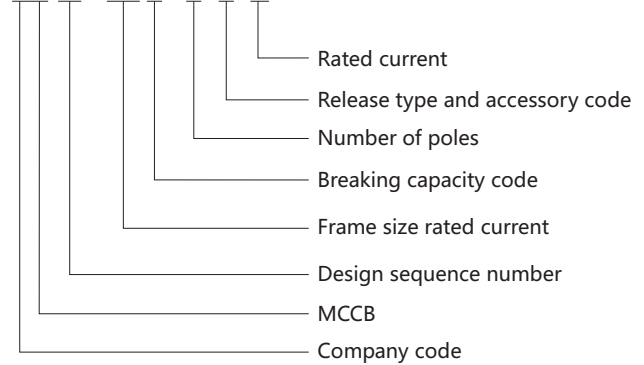 Rated current
Release type and accessory code
Number of poles
Breaking capacity code
Frame size rated current
Design sequence number
MCCB
Company code